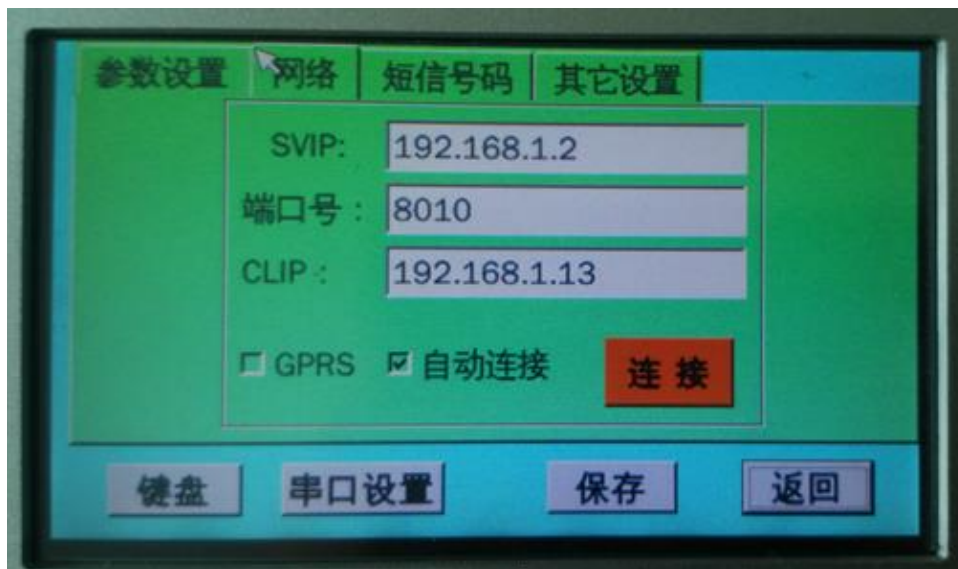 参数设置 网络 短信号码 其它设置
SVIP: 192.168.1.2
端口号： 8010
CLIP： 192.168.1.13
GPRS 自动连接 连接
键盘 串口设置 保存 返回